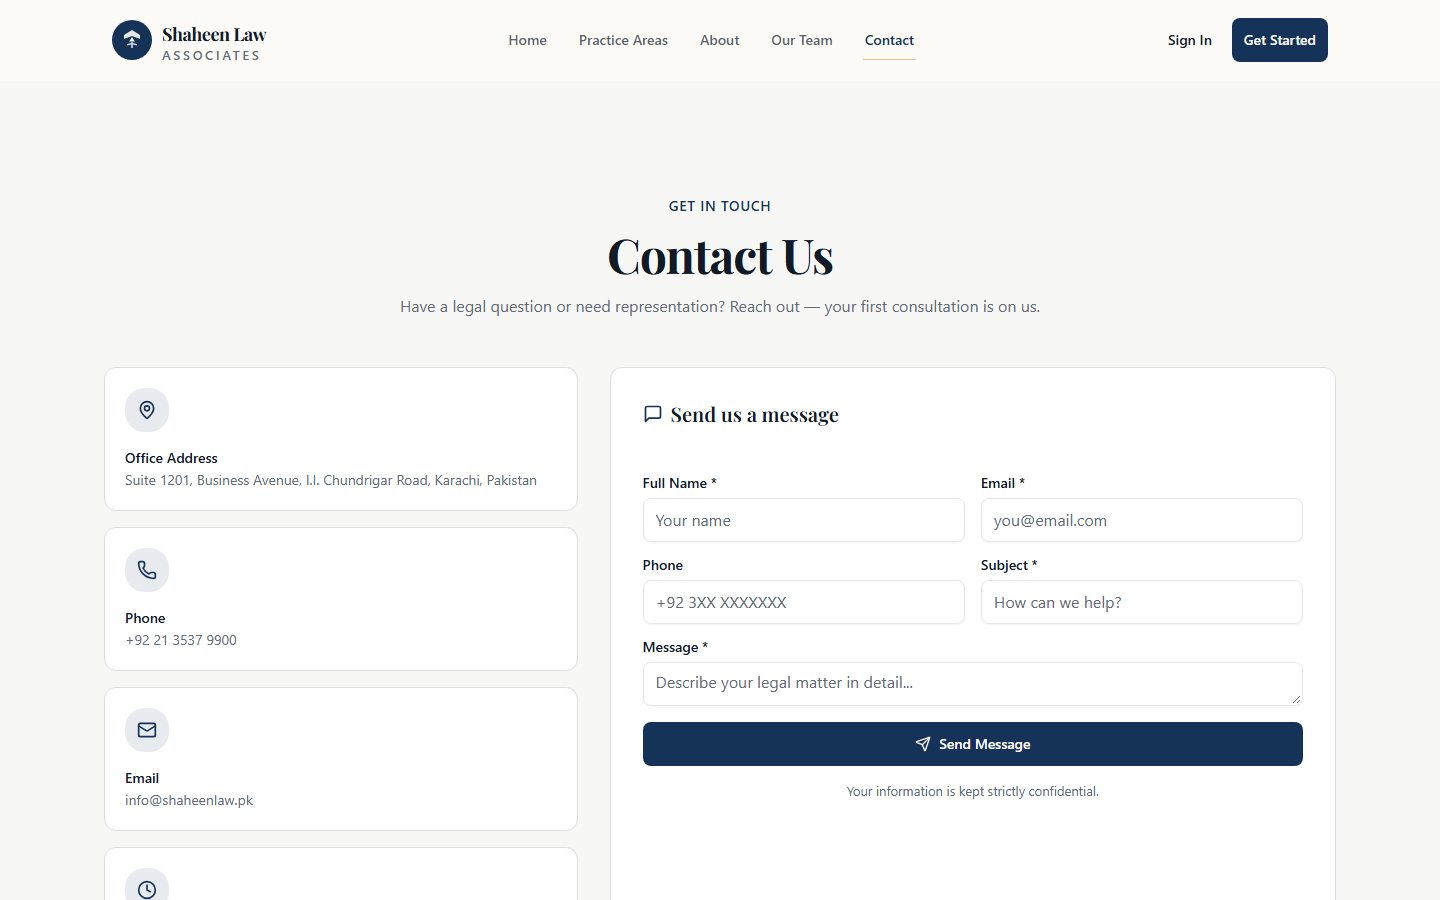 Shaheen Law
ASSOCIATES
Home
Practice Areas
About
Our Team
Contact
Sign In
Get Started
GET IN TOUCH
Contact Us
Have a legal question or need representation? Reach out — your first consultation is on us.
Office Address
Suite 1201, Business Avenue, I.I. Chundrigar Road, Karachi, Pakistan
Phone
+92 21 3537 9900
Email
info@shaheenlaw.pk
Send us a message
Full Name *
Your name
Email *
you@email.com
Phone
+92 3XX XXXXXXX
Subject *
How can we help?
Message *
Describe your legal matter in detail...
Send Message
Your information is kept strictly confidential.